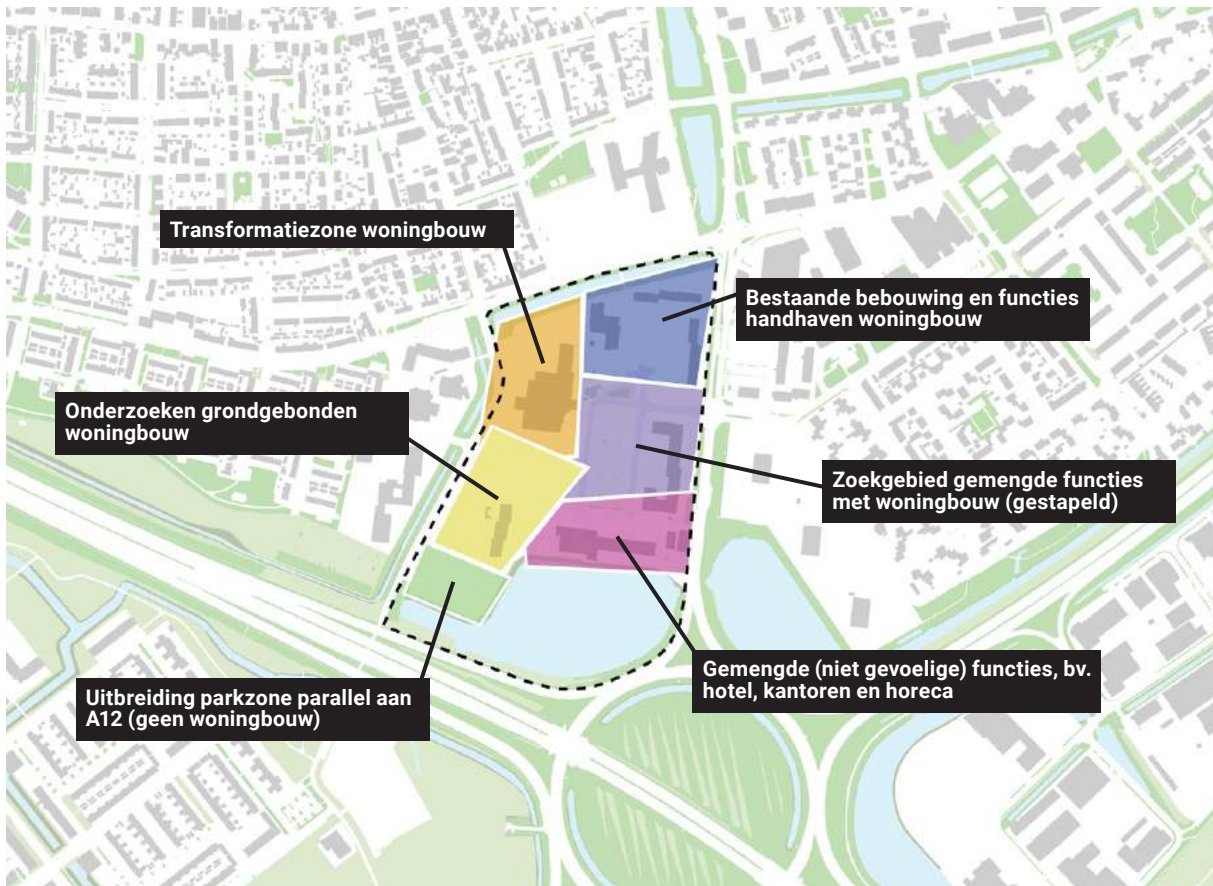 Transformatiezone woningbouw
Bestaande bebouwing en functies
handhaven woningbouw
Onderzoeken grondgebonden
woningbouw
Zoekgebied gemengde functies
met woningbouw (gestapeld)
Gemengde (niet gevoelige) functies, bv.
hotel, kantoren en horeca
Uitbreiding parkzone parallel aan
A12 (geen woningbouw)